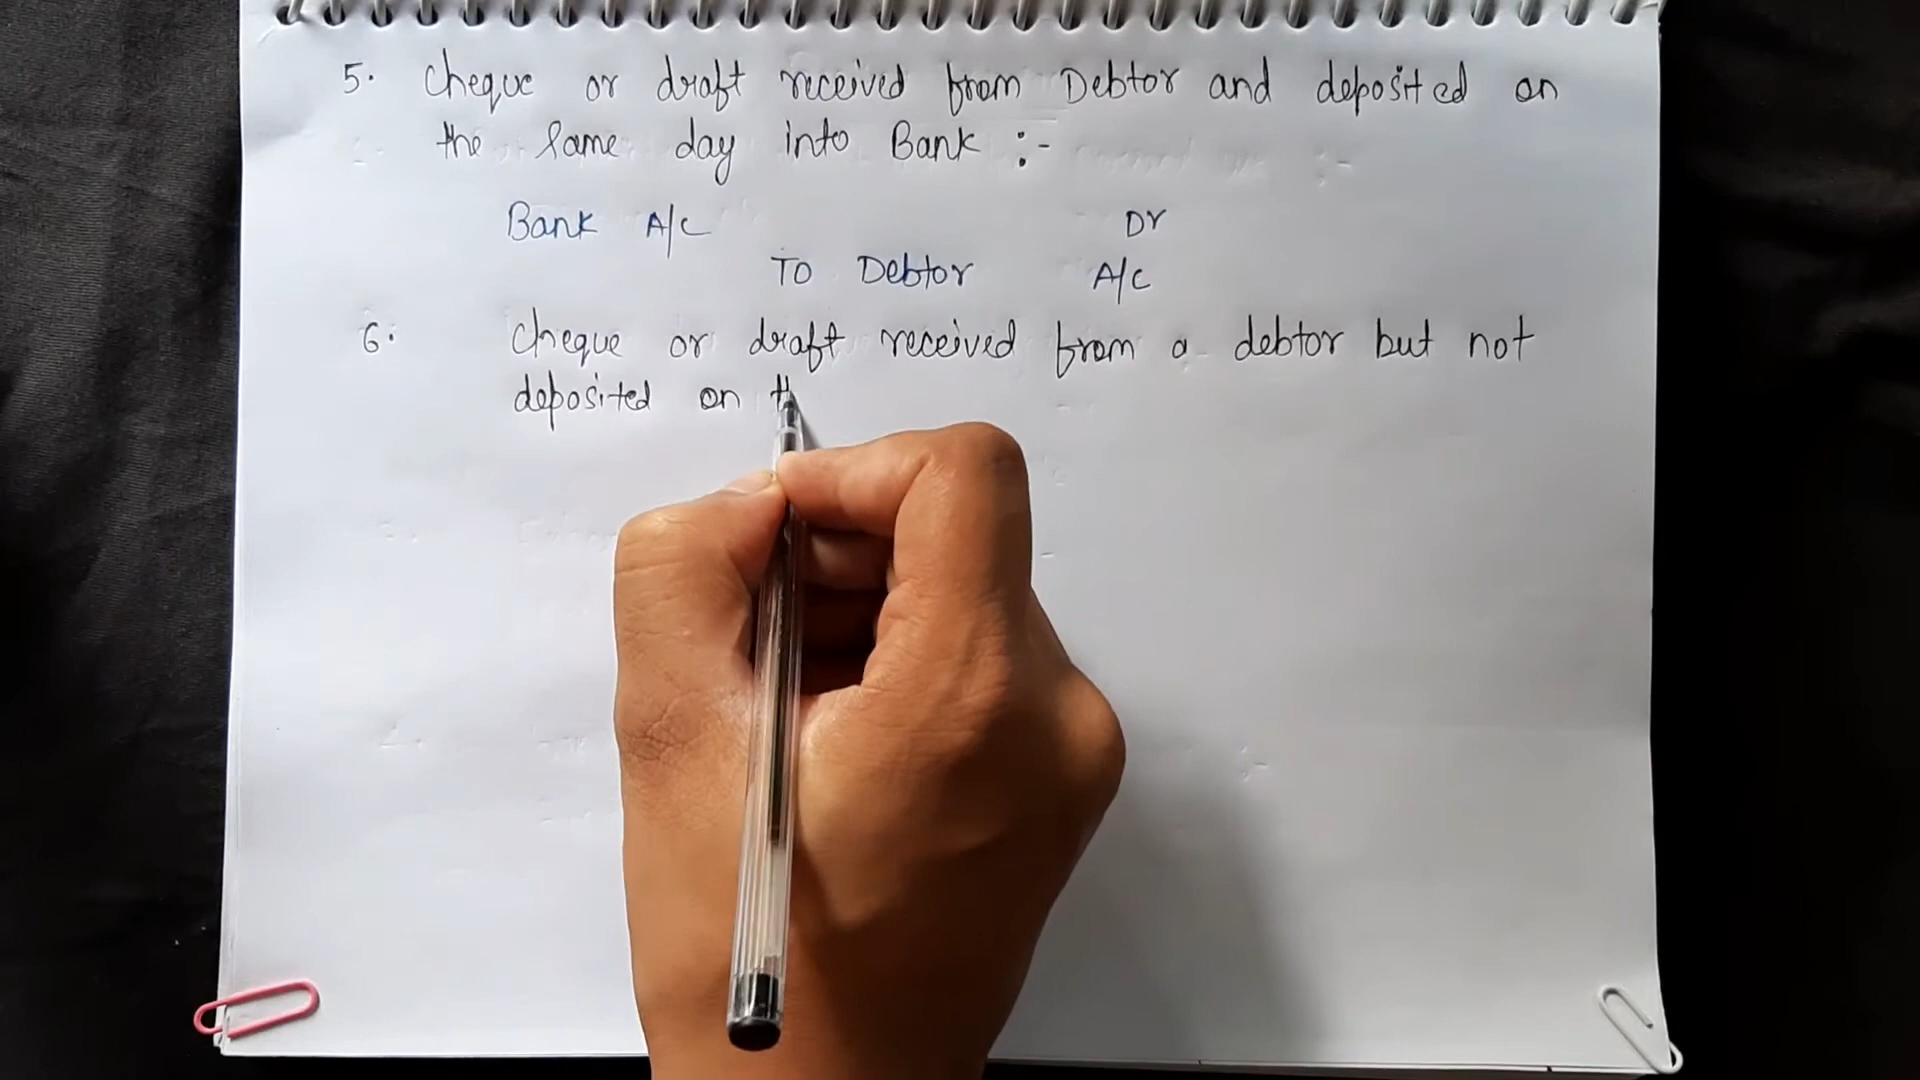 5. Cheque or draft received from Debtor and deposited on
the same day into Bank :-
Bank A/c Dr
To Debtor A/c
6. Cheque or draft received from a debtor but not
deposited on th